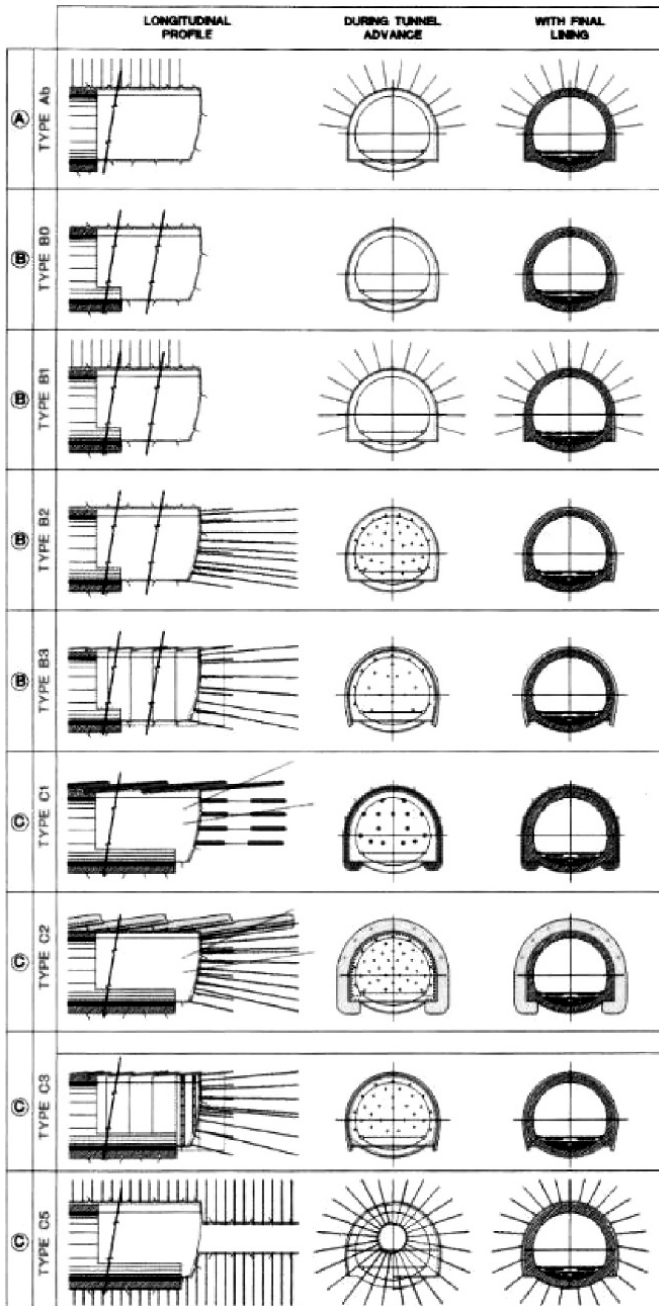 LONGITUDINAL
PROFILE
DURING TUNNEL
ADVANCE
WITH FINAL
LINING
A
TYPE Ab
B
TYPE B0
B
TYPE B1
B
TYPE B2
B
TYPE B3
C
TYPE C1
C
TYPE C2
C
TYPE C3
C
TYPE C5